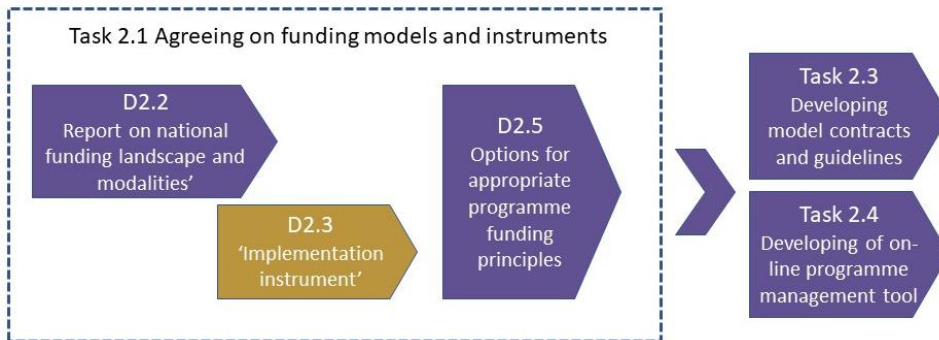 Task 2.1 Agreeing on funding models and instruments
D2.2
Report on national
funding landscape and
modalities’
D2.3
‘Implementation
instrument’
D2.5
Options for
appropriate
programme
funding
principles
Task 2.3
Developing
model contracts
and guidelines
Task 2.4
Developing of on-
line programme
management tool